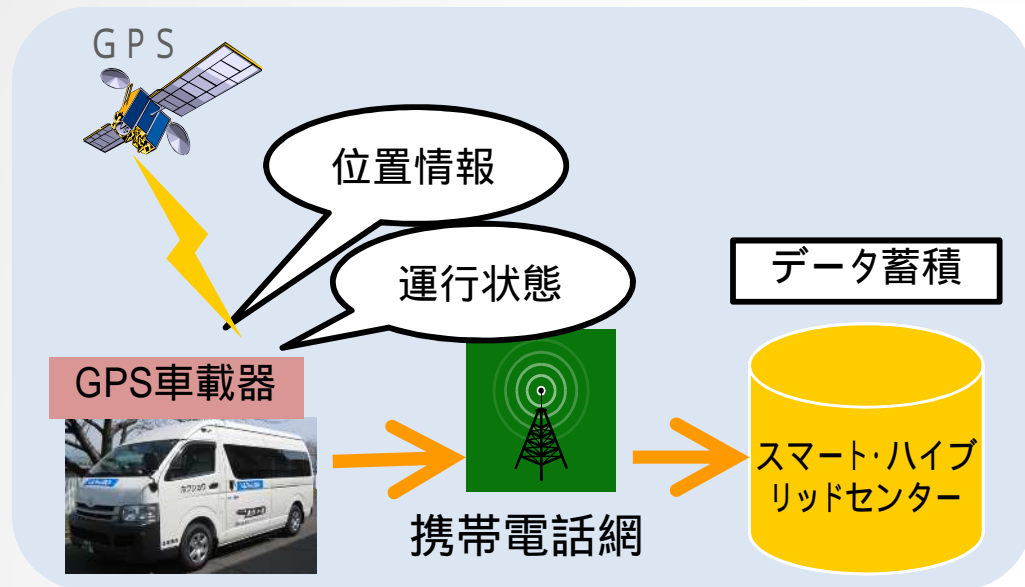 GPS
位置情報
運行状態
データ蓄積
GPS車載器
スマート・ハイブ
リッドセンター
携帯電話網